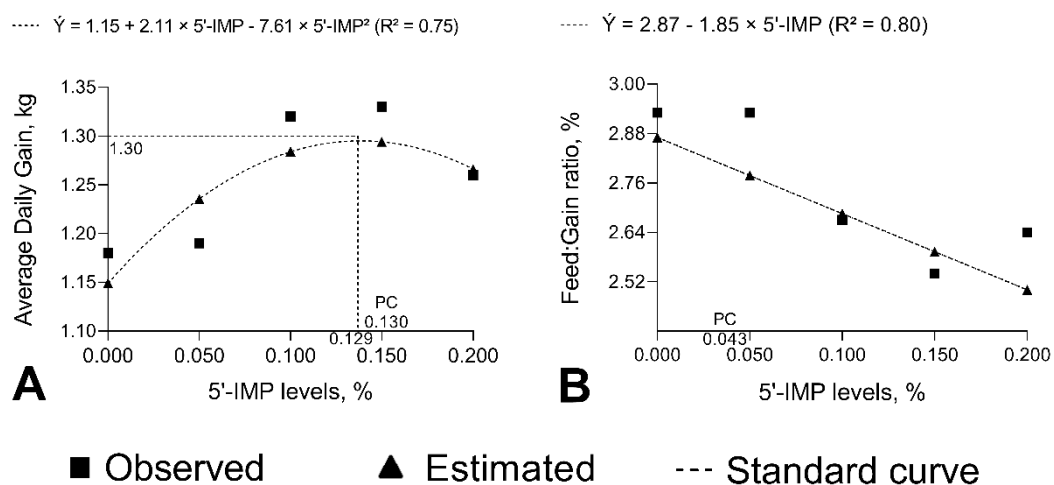 Ý = 1.15 + 2.11 × 5'-IMP - 7.61 × 5'-IMP² (R² = 0.75)
Average Daily Gain, kg
1.35
1.30
1.30
1.25
1.20
1.15
1.10
PC
0.130
0.129
0.000 0.050 0.100 0.150 0.200
5'-IMP levels, %
A
Ý = 2.87 - 1.85 × 5'-IMP (R² = 0.80)
Feed:Gain ratio, %
3.00
2.88
2.76
2.64
2.52
PC
0.043
0.000 0.050 0.100 0.150 0.200
5'-IMP levels, %
B
Observed Estimated Standard curve